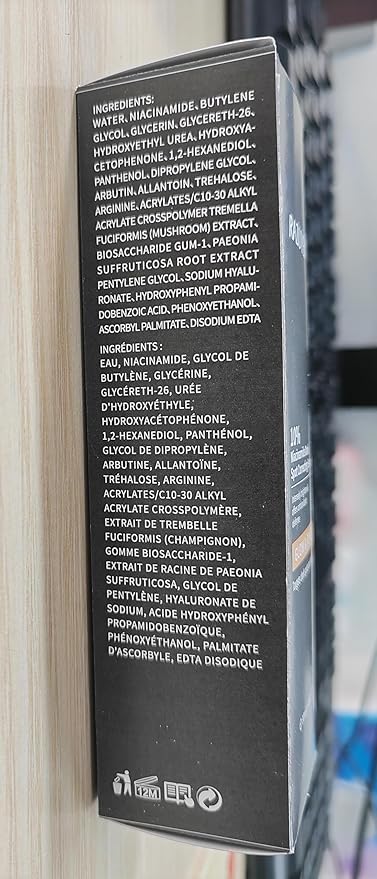 INGREDIENTS:
WATER、NIACINAMIDE、BUTYLENE
GLYCOL、GLYCERIN、GLYCERETH-26、
HYDROXYETHYL UREA、HYDROXYA-
CETOPHENONE、1,2-HEXANEDIOL、
PANTHENOL、DIPROPYLENE GLYCOL、
ARBUTIN、ALLANTOIN、TREHALOSE、
ARGININE、ACRYLATES/C10-30 ALKYL
ACRYLATE CROSSPOLYMER TREMELLA
FUCIFORMIS (MUSHROOM) EXTRACT、
BIOSACCHARIDE GUM-1、PAEONIA
SUFFRUTICOSA ROOT EXTRACT
PENTYLENE GLYCOL、SODIUM HYALU-
RONATE、HYDROXYPHENYL PROPAMI-
DOBENZOIC ACID、PHENOXYETHANOL、
ASCORBYL PALMITATE、DISODIUM EDTA
INGRÉDIENTS :
EAU, NIACINAMIDE, GLYCOL DE
BUTYLÈNE, GLYCÉRINE,
GLYCÉRETH-26, URÉE
D'HYDROXYÉTHYLE,
HYDROXYACÉTOPHÉNONE,
1,2-HEXANEDIOL, PANTHÉNOL,
GLYCOL DE DIPROPYLÈNE,
ARBUTINE, ALLANTOÏNE,
TRÉHALOSE, ARGININE,
ACRYLATES/C10-30 ALKYL
ACRYLATE CROSSPOLYMÈRE,
EXTRAIT DE TREMBELLE
FUCIFORMIS (CHAMPIGNON),
GOMME BIOSACCHARIDE-1,
EXTRAIT DE RACINE DE PAEONIA
SUFFRUTICOSA, GLYCOL DE
PENTYLÈNE, HYALURONATE DE
SODIUM, ACIDE HYDROXYPHÉNYL
PROPAMIDOBENZOÏQUE,
PHÉNOXYÉTHANOL, PALMITATE
D'ASCORBYLE, EDTA DISODIQUE
12M
10%